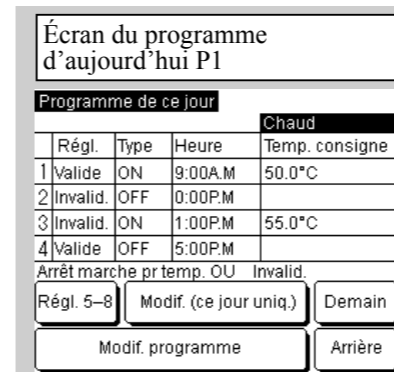 Écran du programme
d’aujourd’hui P1
Programme de ce jour
Chaud
Régl. Type Heure Temp. consigne
1 Valide ON 9:00A.M 50.0°C
2 Invalid. OFF 0:00P.M
3 Invalid. ON 1:00P.M 55.0°C
4 Valide OFF 5:00P.M
Arrêt marche pr temp. OU Invalid.
Régl. 5–8 Modif. (ce jour uniq.) Demain
Modif. programme Arrière